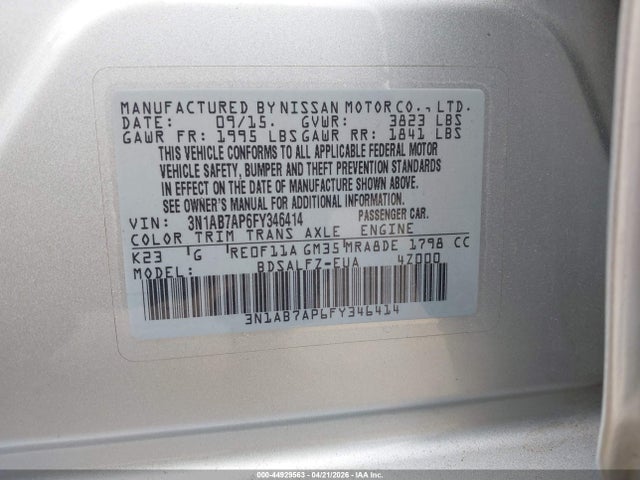 MANUFACTURED BY NISSAN MOTOR CO., LTD.
DATE: 09/15. GVWR: 3823 LBS
GAWR FR: 1995 LBS GAWR RR: 1841 LBS
THIS VEHICLE CONFORMS TO ALL APPLICABLE FEDERAL MOTOR
VEHICLE SAFETY, BUMPER AND THEFT PREVENTION STANDARDS
IN EFFECT ON THE DATE OF MANUFACTURE SHOWN ABOVE.
SEE OWNER'S MANUAL FOR ADDITIONAL INFORMATION.
VIN: 3N1AB7AP6FY346414 PASSENGER CAR.
COLOR TRIM TRANS AXLE ENGINE
K23 G RE0F11A GM35 MRA8DE 1798 CC
MODEL: BDSALFZ-EUA 4Z000
3N1AB7AP6FY346414
000-44929563 - 04/21/2026 - IAA Inc.